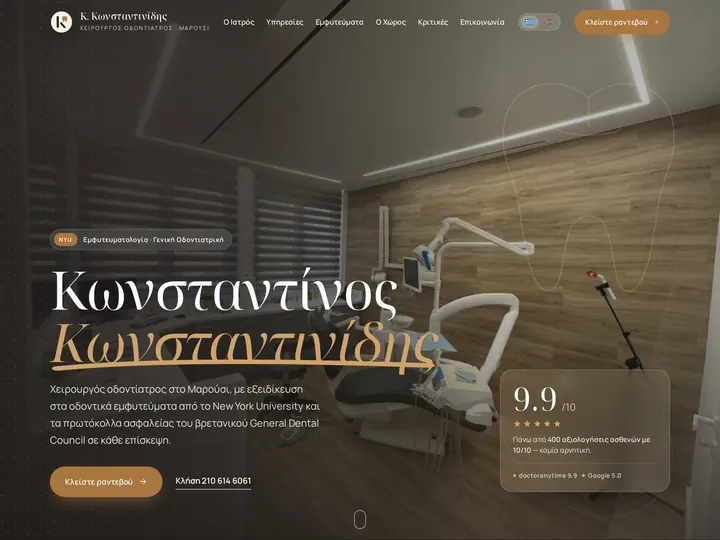 Κ. Κωνσταντινίδης
ΧΕΙΡΟΥΡΓΟΣ ΟΔΟΝΤΙΑΤΡΟΣ · ΜΑΡΟΥΣΙ
Ο Ιατρός
Υπηρεσίες
Εμφυτεύματα
Ο Χώρος
Κριτικές
Επικοινωνία
Κλείστε ραντεβού →
NYU Εμφυτευματολογία · Γενική Οδοντιατρική
Κωνσταντίνος
Κωνσταντινίδης
Χειρουργός οδοντίατρος στο Μαρούσι, με εξειδίκευση
στα οδοντικά εμφυτεύματα από το New York University και
τα πρωτόκολλα ασφαλείας του βρετανικού General Dental
Council σε κάθε επίσκεψη.
Κλείστε ραντεβού →
Κλήση 210 614 6061
9.9 /10
★★★★★
Πάνω από 400 αξιολογήσεις ασθενών με
10/10 — καμία αρνητική.
doctoranytime 9.9
Google 5.0